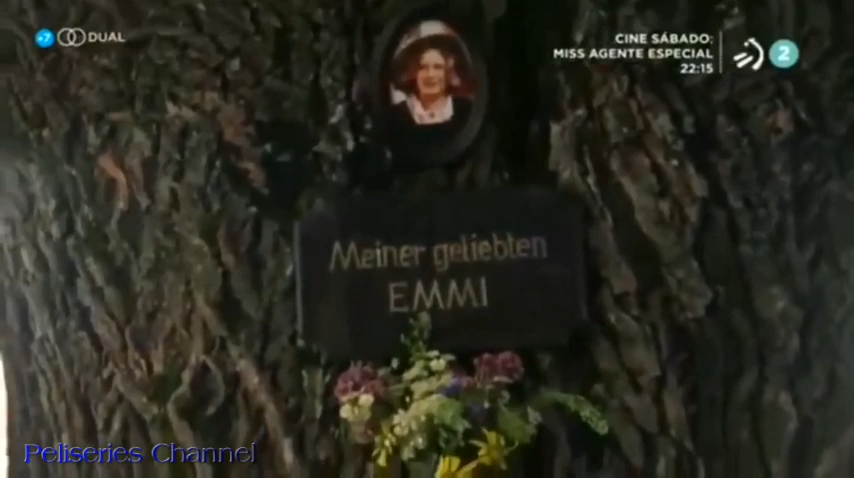 +7 DUAL
CINE SÁBADO:
MISS AGENTE ESPECIAL
22:15
2
Meiner geliebten
EMMI
Peliseries Channel